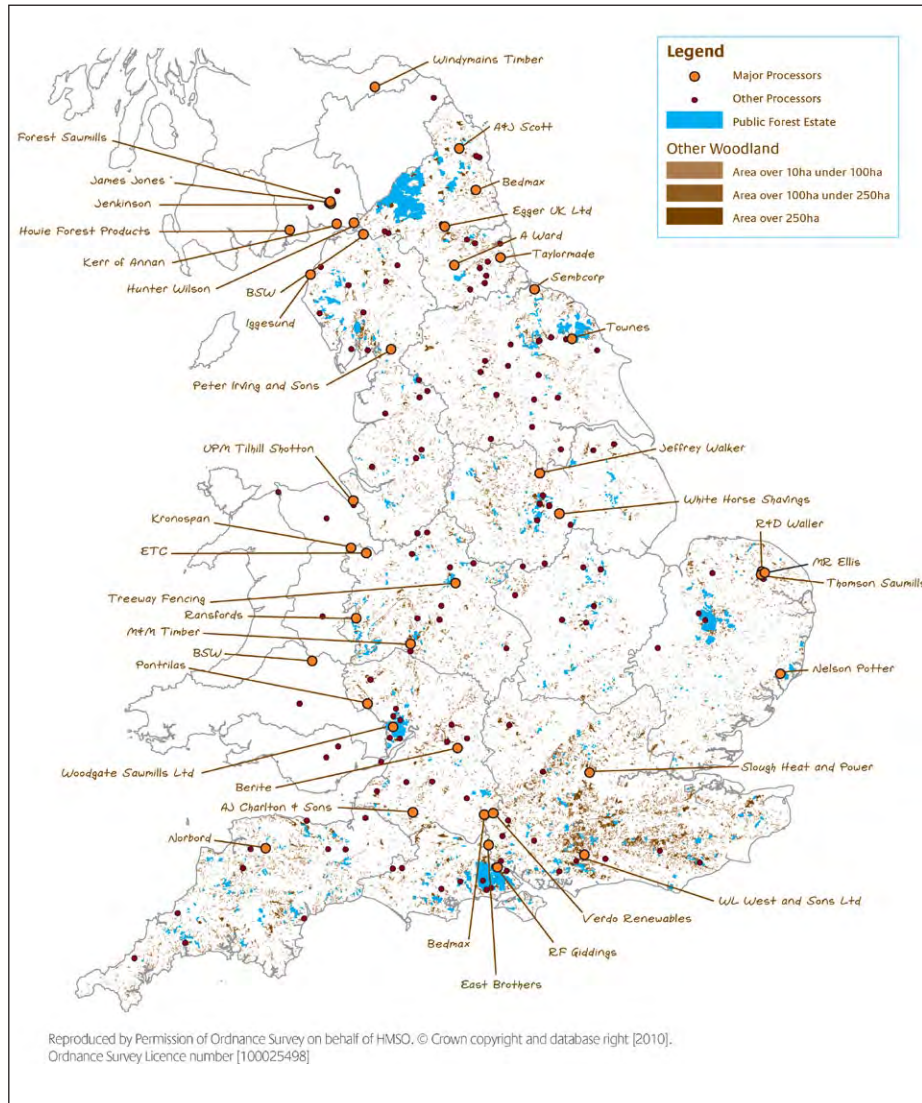 Windymains Timber
Forest Sawmills
A&J Scott
James Jones
Bedmax
Jenkinson
Egger UK Ltd
Howie Forest Products
A Ward
Kerr of Annan
Taylormade
Hunter Wilson
Sembcorp
BSW
Iggesund
Townes
Peter Irving and Sons
UPM Tilhill Shotton
Jeffrey Walker
Kronospan
White Horse Shavings
ETC
R&D Waller
MR Ellis
Treeway Fencing
Thomson Sawmills
Ransfords
M&M Timber
BSW
Pontrilas
Nelson Potter
Woodgate Sawmills Ltd
Slough Heat and Power
Berite
AJ Charlton & Sons
Norbord
WL West and Sons Ltd
Verdo Renewables
Bedmax
RF Giddings
East Brothers
Legend
Major Processors
Other Processors
Public Forest Estate
Other Woodland
Area over 10ha under 100ha
Area over 100ha under 250ha
Area over 250ha
Reproduced by Permission of Ordnance Survey on behalf of HMSO. © Crown copyright and database right [2010].
Ordnance Survey Licence number [100025498]